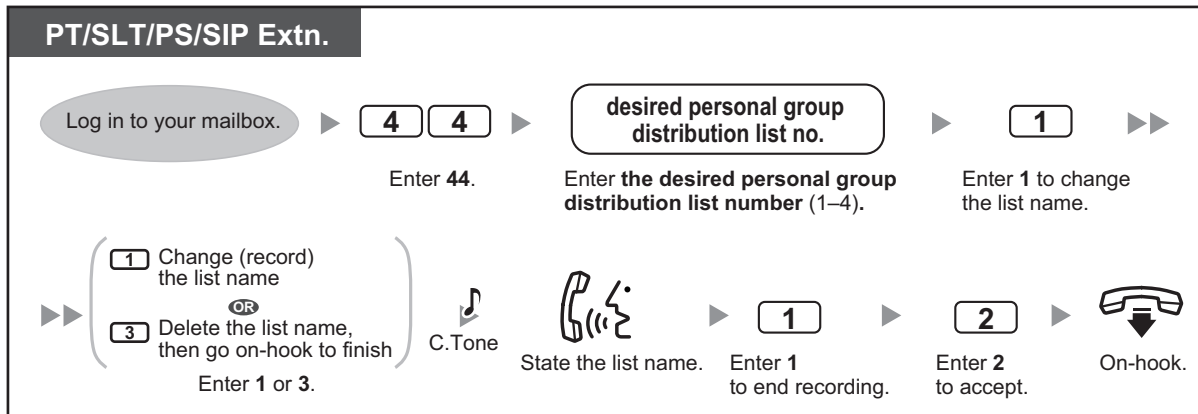 PT/SLT/PS/SIP Extn.
Log in to your mailbox.
4 4
Enter 44.
desired personal group
distribution list no.
Enter the desired personal group
distribution list number (1–4).
1
Enter 1 to change
the list name.
1 Change (record)
the list name
OR
3 Delete the list name,
then go on-hook to finish
Enter 1 or 3.
C.Tone
State the list name.
1
Enter 1
to end recording.
2
Enter 2
to accept.
On-hook.